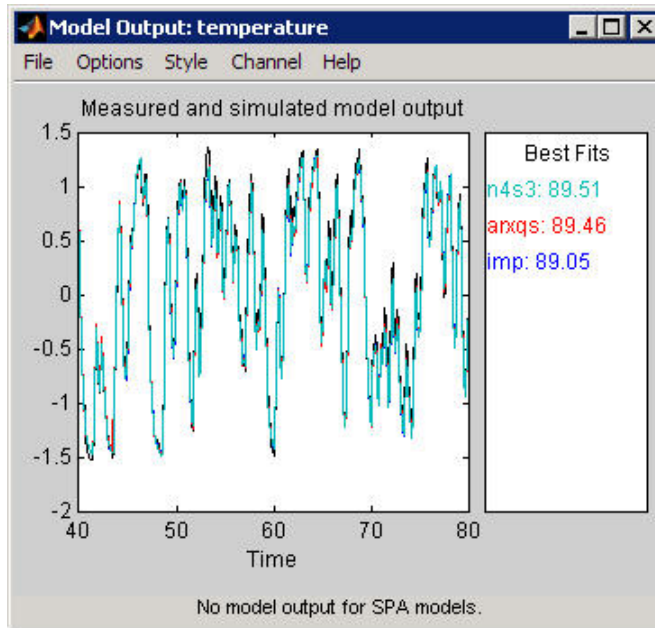 Model Output: temperature
File Options Style Channel Help
Measured and simulated model output
1.5
1
0.5
0
-0.5
-1
-1.5
-2
40 50 60 70 80
Time
Best Fits
n4s3: 89.51
arxqs: 89.46
imp: 89.05
No model output for SPA models.